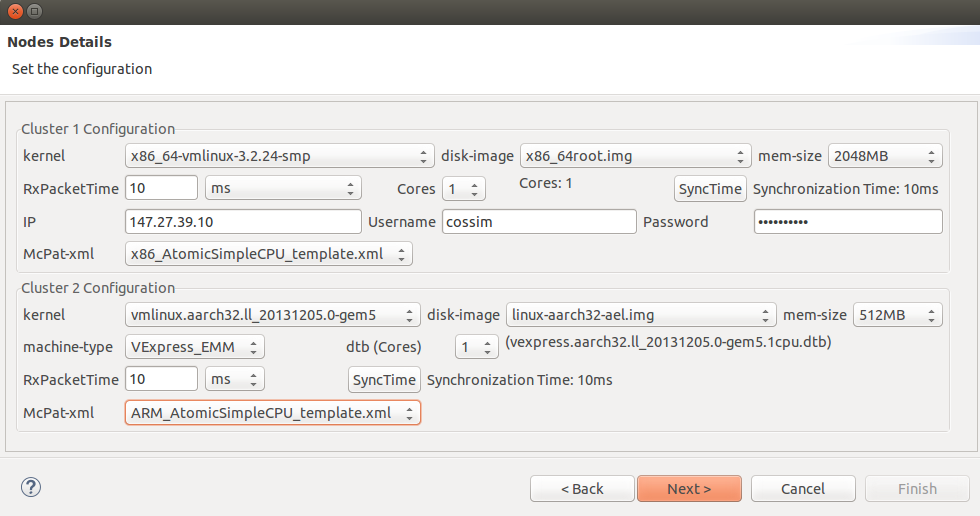 Nodes Details
Set the configuration
Cluster 1 Configuration
kernel x86_64-vmlinux-3.2.24-smp disk-image x86_64root.img mem-size 2048MB
RxPacketTime 10 ms Cores 1 Cores: 1 SyncTime Synchronization Time: 10ms
IP 147.27.39.10 Username cossim Password ••••••••••
McPat-xml x86_AtomicSimpleCPU_template.xml
Cluster 2 Configuration
kernel vmlinux.aarch32.ll_20131205.0-gem5 disk-image linux-aarch32-ael.img mem-size 512MB
machine-type VExpress_EMM dtb (Cores) 1 (vexpress.aarch32.ll_20131205.0-gem5.1cpu.dtb)
RxPacketTime 10 ms SyncTime Synchronization Time: 10ms
McPat-xml ARM_AtomicSimpleCPU_template.xml
? < Back Next > Cancel Finish